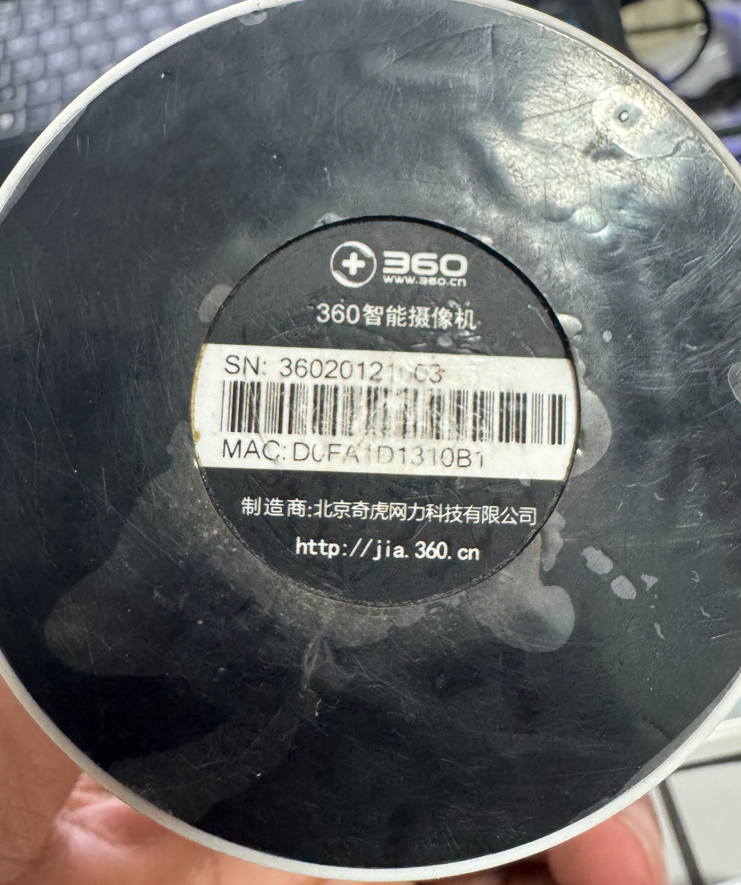 360
www.360.cn
360智能摄像机
SN: 36020121 03
MAC:D0FA1D1310B1
制造商:北京奇虎网力科技有限公司
http://jia.360.cn